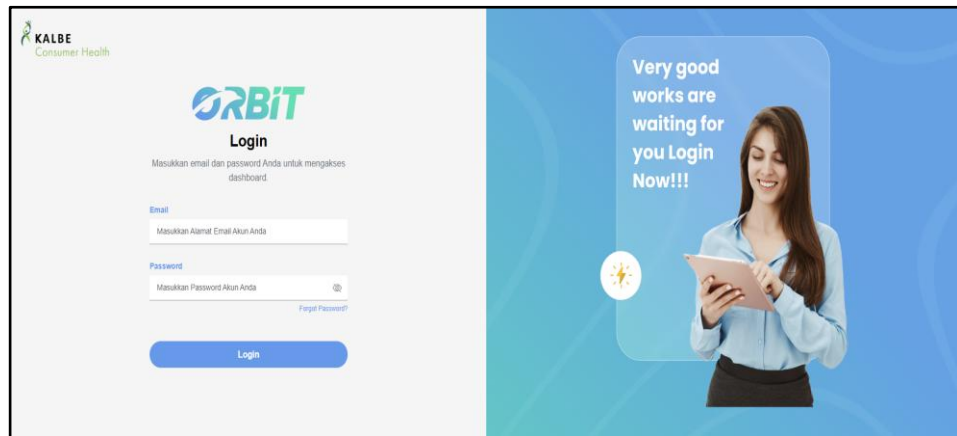 KALBE
Consumer Health
ORBiT
Login
Masukkan email dan password Anda untuk mengakses
dashboard
Email
Masukkan Alamat Email Akun Anda
Password
Masukkan Password Akun Anda
Forgot Password?
Login
Very good
works are
waiting for
you Login
Now!!!